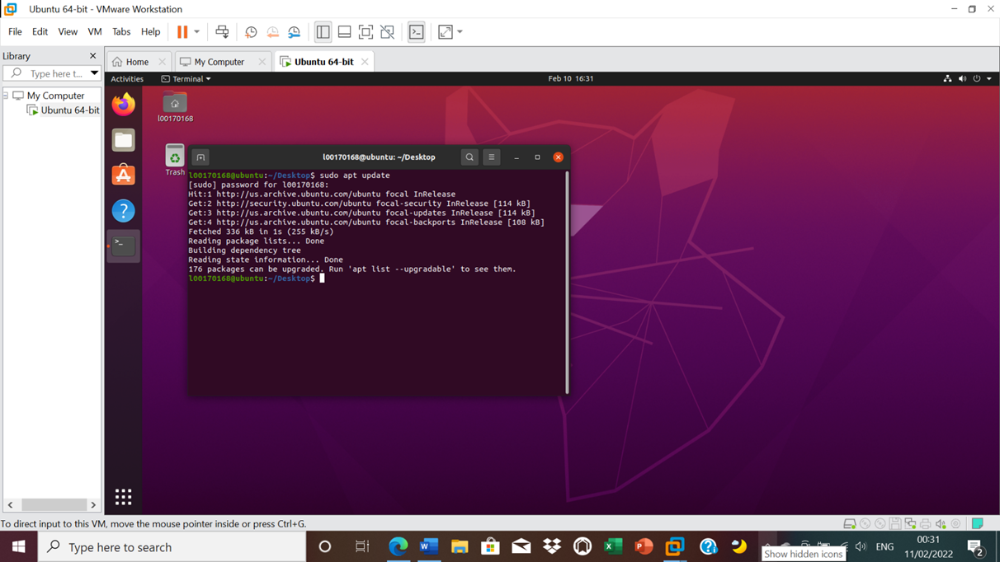 Ubuntu 64-bit - VMware Workstation
File Edit View VM Tabs Help
Library
Home
My Computer
Ubuntu 64-bit
Type here t...
My Computer
Ubuntu 64-bit
Activities
Terminal
Feb 10 16:31
l00170168
Trash
l00170168@ubuntu: ~/Desktop
l00170168@ubuntu:~/Desktop$ sudo apt update
[sudo] password for l00170168:
Hit:1 http://us.archive.ubuntu.com/ubuntu focal InRelease
Get:2 http://security.ubuntu.com/ubuntu focal-security InRelease [114 kB]
Get:3 http://us.archive.ubuntu.com/ubuntu focal-updates InRelease [114 kB]
Get:4 http://us.archive.ubuntu.com/ubuntu focal-backports InRelease [108 kB]
Fetched 336 kB in 1s (255 kB/s)
Reading package lists... Done
Building dependency tree
Reading state information... Done
176 packages can be upgraded. Run 'apt list --upgradable' to see them.
l00170168@ubuntu:~/Desktop$
To direct input to this VM, move the mouse pointer inside or press Ctrl+G.
Type here to search
ENG
00:31
11/02/2022
2
Show hidden icons